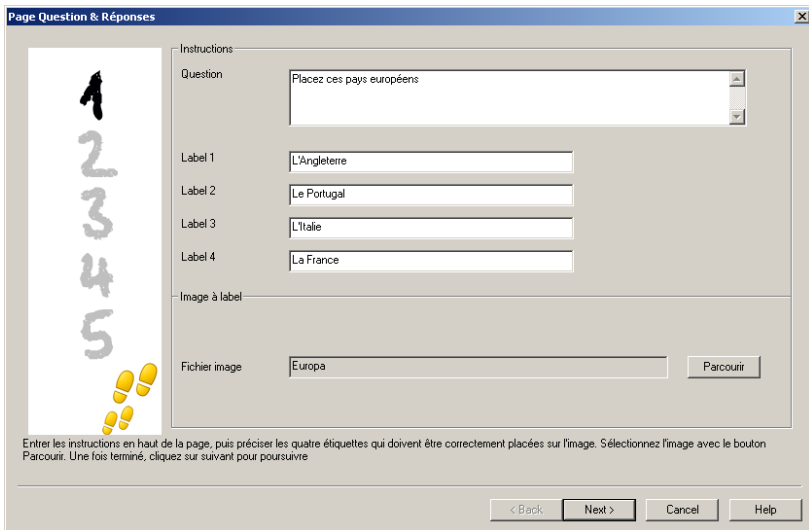 Page Question & Réponses
1
2
3
4
5
Instructions
Question
Placez ces pays européens
Label 1
L'Angleterre
Label 2
Le Portugal
Label 3
L'Italie
Label 4
La France
Image à label
Fichier image
Europa
Parcourir
Entrer les instructions en haut de la page, puis préciser les quatre étiquettes qui doivent être correctement placées sur l'image. Sélectionnez l'image avec le bouton
Parcourir. Une fois terminé, cliquez sur suivant pour poursuivre
< Back
Next >
Cancel
Help